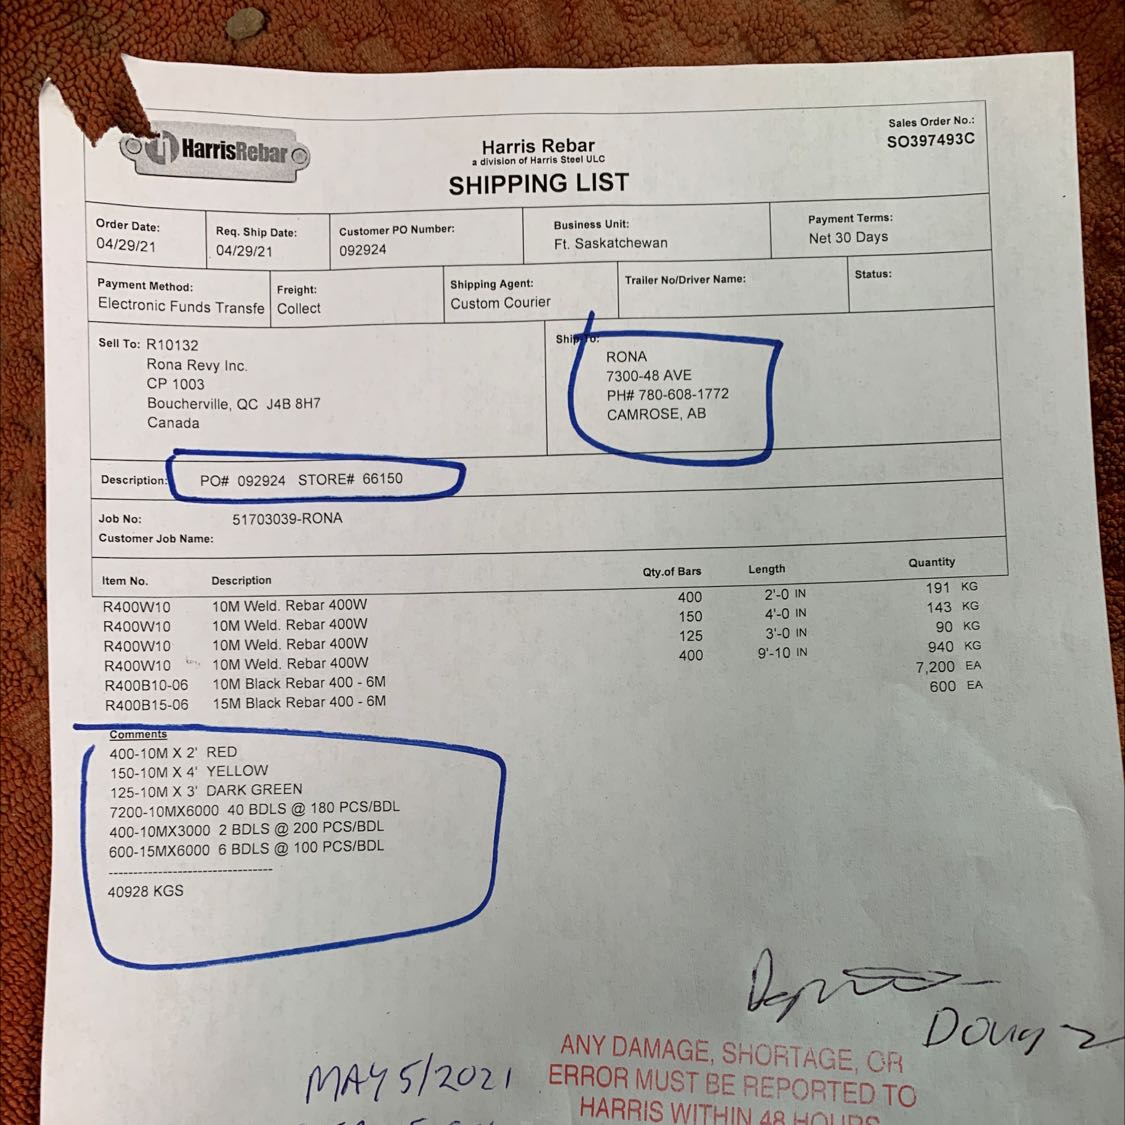 HarrisRebar
Harris Rebar
a division of Harris Steel ULC
SHIPPING LIST
Sales Order No.:
SO397493C
Order Date:
04/29/21
Req. Ship Date:
04/29/21
Customer PO Number:
092924
Business Unit:
Ft. Saskatchewan
Payment Terms:
Net 30 Days
Payment Method:
Electronic Funds Transfe
Freight:
Collect
Shipping Agent:
Custom Courier
Trailer No/Driver Name:
Status:
Sell To: R10132
Rona Revy Inc.
CP 1003
Boucherville, QC J4B 8H7
Canada
Ship To:
RONA
7300-48 AVE
PH# 780-608-1772
CAMROSE, AB
Description: PO# 092924 STORE# 66150
Job No: 51703039-RONA
Customer Job Name:
Item No. Description Qty.of Bars Length Quantity
R400W10 10M Weld. Rebar 400W 400 2'-0 IN 191 KG
R400W10 10M Weld. Rebar 400W 150 4'-0 IN 143 KG
R400W10 10M Weld. Rebar 400W 125 3'-0 IN 90 KG
R400W10 10M Weld. Rebar 400W 400 9'-10 IN 940 KG
R400B10-06 10M Black Rebar 400 - 6M 7,200 EA
R400B15-06 15M Black Rebar 400 - 6M 600 EA
Comments
400-10M X 2' RED
150-10M X 4' YELLOW
125-10M X 3' DARK GREEN
7200-10MX6000 40 BDLS @ 180 PCS/BDL
400-10MX3000 2 BDLS @ 200 PCS/BDL
600-15MX6000 6 BDLS @ 100 PCS/BDL
---------------------------------
40928 KGS
Doug
MAY 5/2021
ANY DAMAGE, SHORTAGE, OR
ERROR MUST BE REPORTED TO
HARRIS WITHIN 48 HOURS